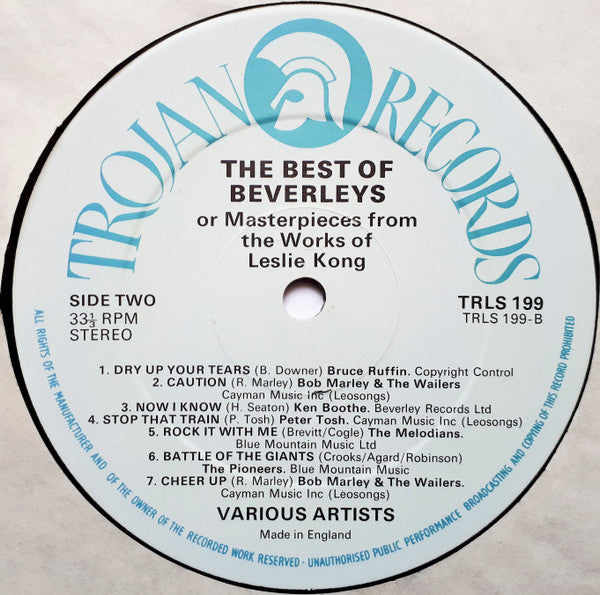 TROJAN RECORDS
THE BEST OF
BEVERLEYS
or Masterpieces from
the Works of
Leslie Kong
SIDE TWO
33⅓ RPM
STEREO
TRLS 199
TRLS 199-B
1. DRY UP YOUR TEARS (B. Downer) Bruce Ruffin. Copyright Control
2. CAUTION (R. Marley) Bob Marley & The Wailers
Cayman Music Inc (Leosongs)
3. NOW I KNOW (H. Seaton) Ken Boothe. Beverley Records Ltd
4. STOP THAT TRAIN (P. Tosh) Peter Tosh. Cayman Music Inc (Leosongs)
5. ROCK IT WITH ME (Brevitt/Cogle) The Melodians.
Blue Mountain Music Ltd
6. BATTLE OF THE GIANTS (Crooks/Agard/Robinson)
The Pioneers. Blue Mountain Music
7. CHEER UP (R. Marley) Bob Marley & The Wailers.
Cayman Music Inc (Leosongs)
VARIOUS ARTISTS
Made in England
ALL RIGHTS OF THE MANUFACTURER AND OF THE OWNER OF THE RECORDED WORK RESERVED · UNAUTHORISED PUBLIC PERFORMANCE BROADCASTING AND COPYING OF THIS RECORD PROHIBITED